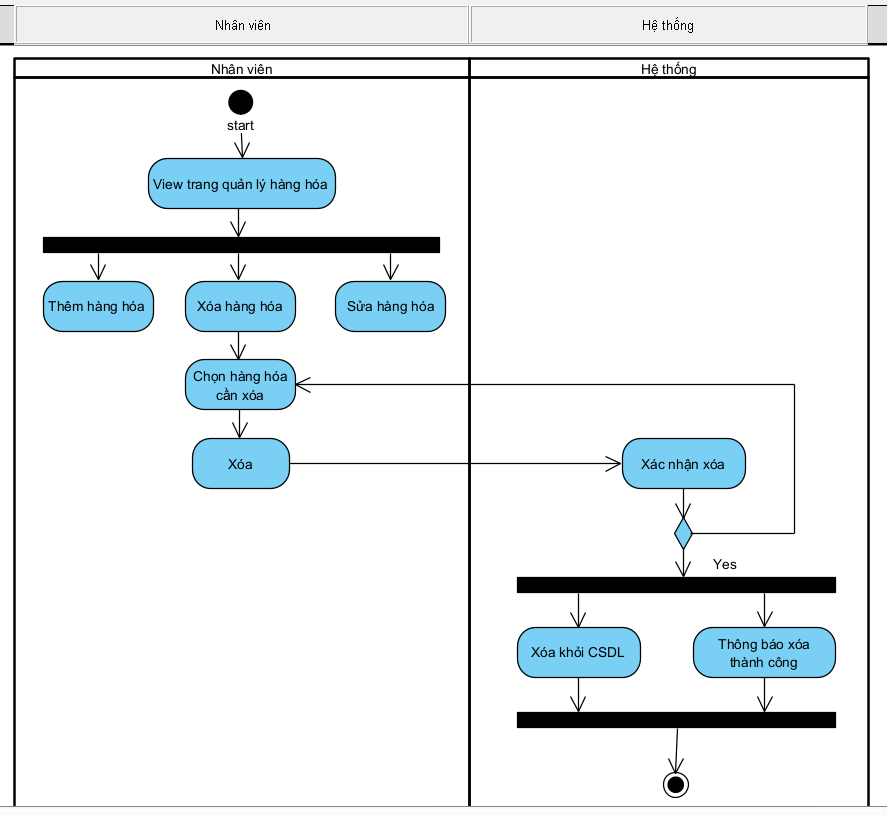 Nhân viên
Hệ thống
Nhân viên
Hệ thống
start
View trang quản lý hàng hóa
Thêm hàng hóa
Xóa hàng hóa
Sửa hàng hóa
Chọn hàng hóa
cần xóa
Xóa
Xác nhận xóa
Yes
Xóa khỏi CSDL
Thông báo xóa
thành công